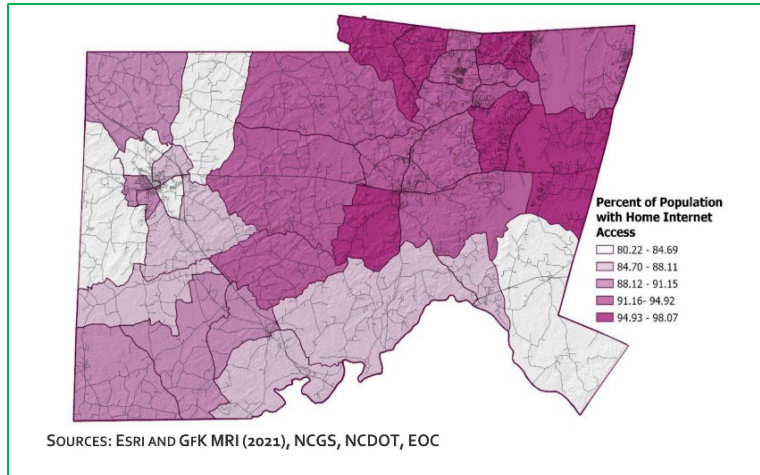 Percent of Population
with Home Internet
Access
80.22 - 84.69
84.70 - 88.11
88.12 - 91.15
91.16- 94.92
94.93 - 98.07
SOURCES: ESRI AND GFK MRI (2021), NCGS, NCDOT, EOC